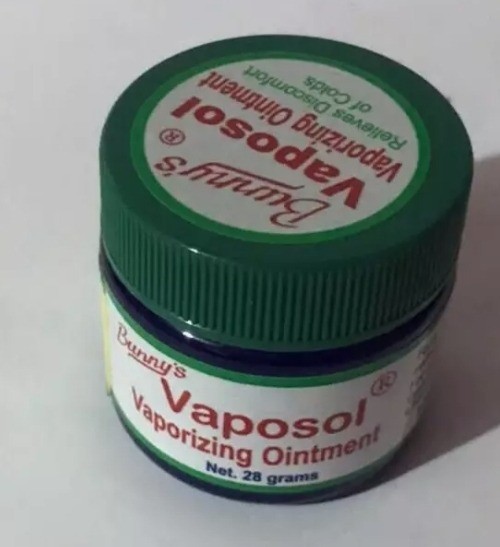 Bunny's
Vaposol ®
Vaporizing Ointment
Relieves Discomfort
of Colds
Bunny's
Vaposol ®
Vaporizing Ointment
Net. 28 grams